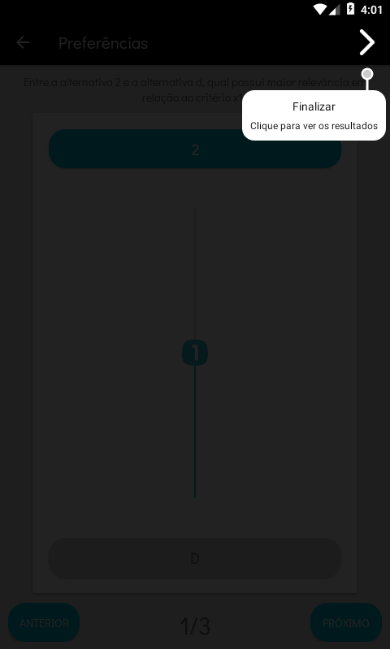 4:01
Preferências
Entre a alternativa 2 e a alternativa d, qual possui maior relevância em
relação ao critério
Finalizar
Clique para ver os resultados
2
1
D
ANTERIOR
1/3
PRÓXIMO